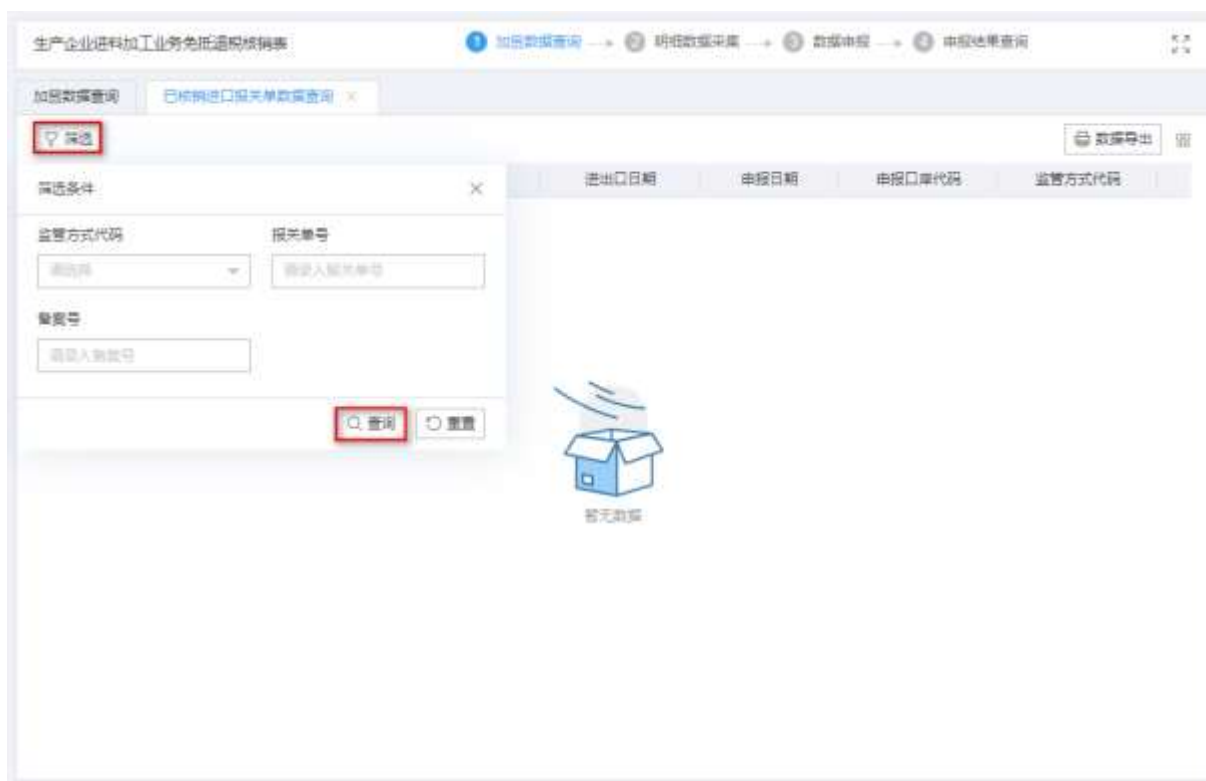 生产企业进料加工业务免抵退税核销表
1 加密数据查询 2 明细数据采集 3 数据申报 4 申报结果查询
加密数据查询 已核销进口报关单数据查询 ×
筛选 数据导出
进出口日期 申报日期 申报口岸代码 监管方式代码
筛选条件
监管方式代码 报关单号
请选择 请录入报关单号
备案号
请录入备案号
查询 重置
暂无数据